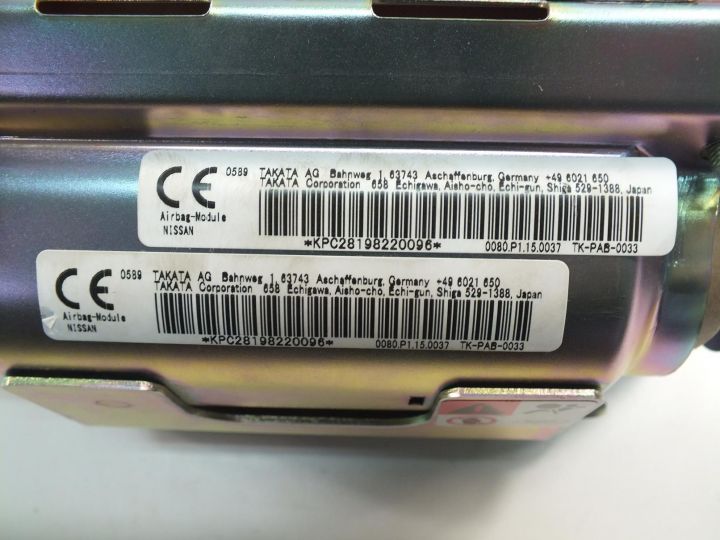 CE 0589 TAKATA AG Bahnweg 1, 63743 Aschaffenburg, Germany +49 6021 650
TAKATA Corporation 658 Echigawa, Aisho-cho, Echi-gun, Shiga 529-1388, Japan
Airbag-Module
NISSAN
*KPC28198220096* 0080.P1.15.0037 TK-PAB-0033
CE 0589 TAKATA AG Bahnweg 1, 63743 Aschaffenburg, Germany +49 6021 650
TAKATA Corporation 658 Echigawa, Aisho-cho, Echi-gun, Shiga 529-1388, Japan
Airbag-Module
NISSAN
*KPC28198220096* 0080.P1.15.0037 TK-PAB-0033